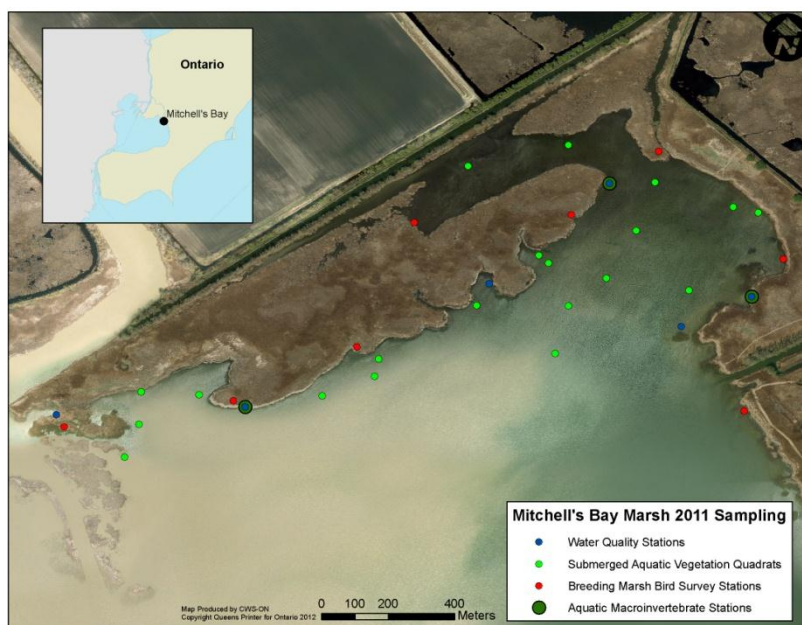 N
Ontario
Mitchell's Bay
Mitchell's Bay Marsh 2011 Sampling
Water Quality Stations
Submerged Aquatic Vegetation Quadrats
Breeding Marsh Bird Survey Stations
Aquatic Macroinvertebrate Stations
Map Produced by CWS-ON
Copyright Queens Printer for Ontario 2012
0 100 200 400
Meters